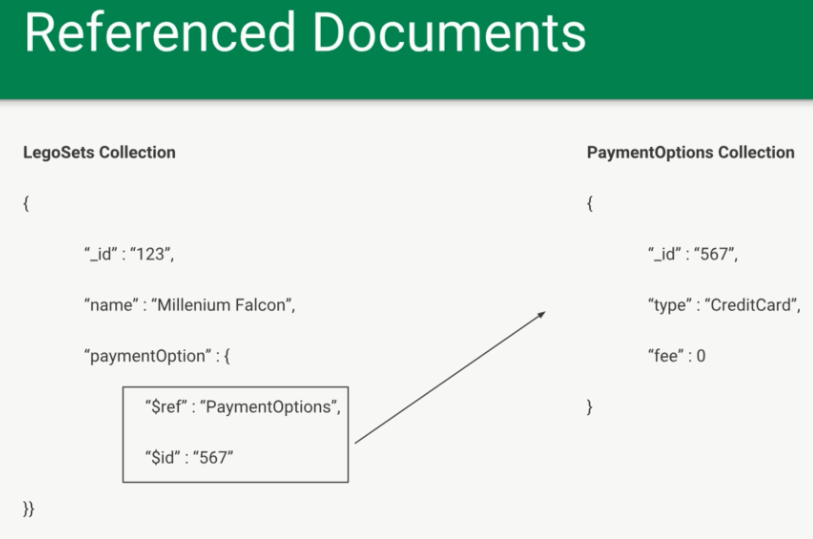 Referenced Documents
LegoSets Collection
{
“_id” : “123”,
“name” : “Millenium Falcon”,
“paymentOption” : {
“$ref” : “PaymentOptions”,
“$id” : “567”
}}
PaymentOptions Collection
{
“_id” : “567”,
“type” : “CreditCard”,
“fee” : 0
}